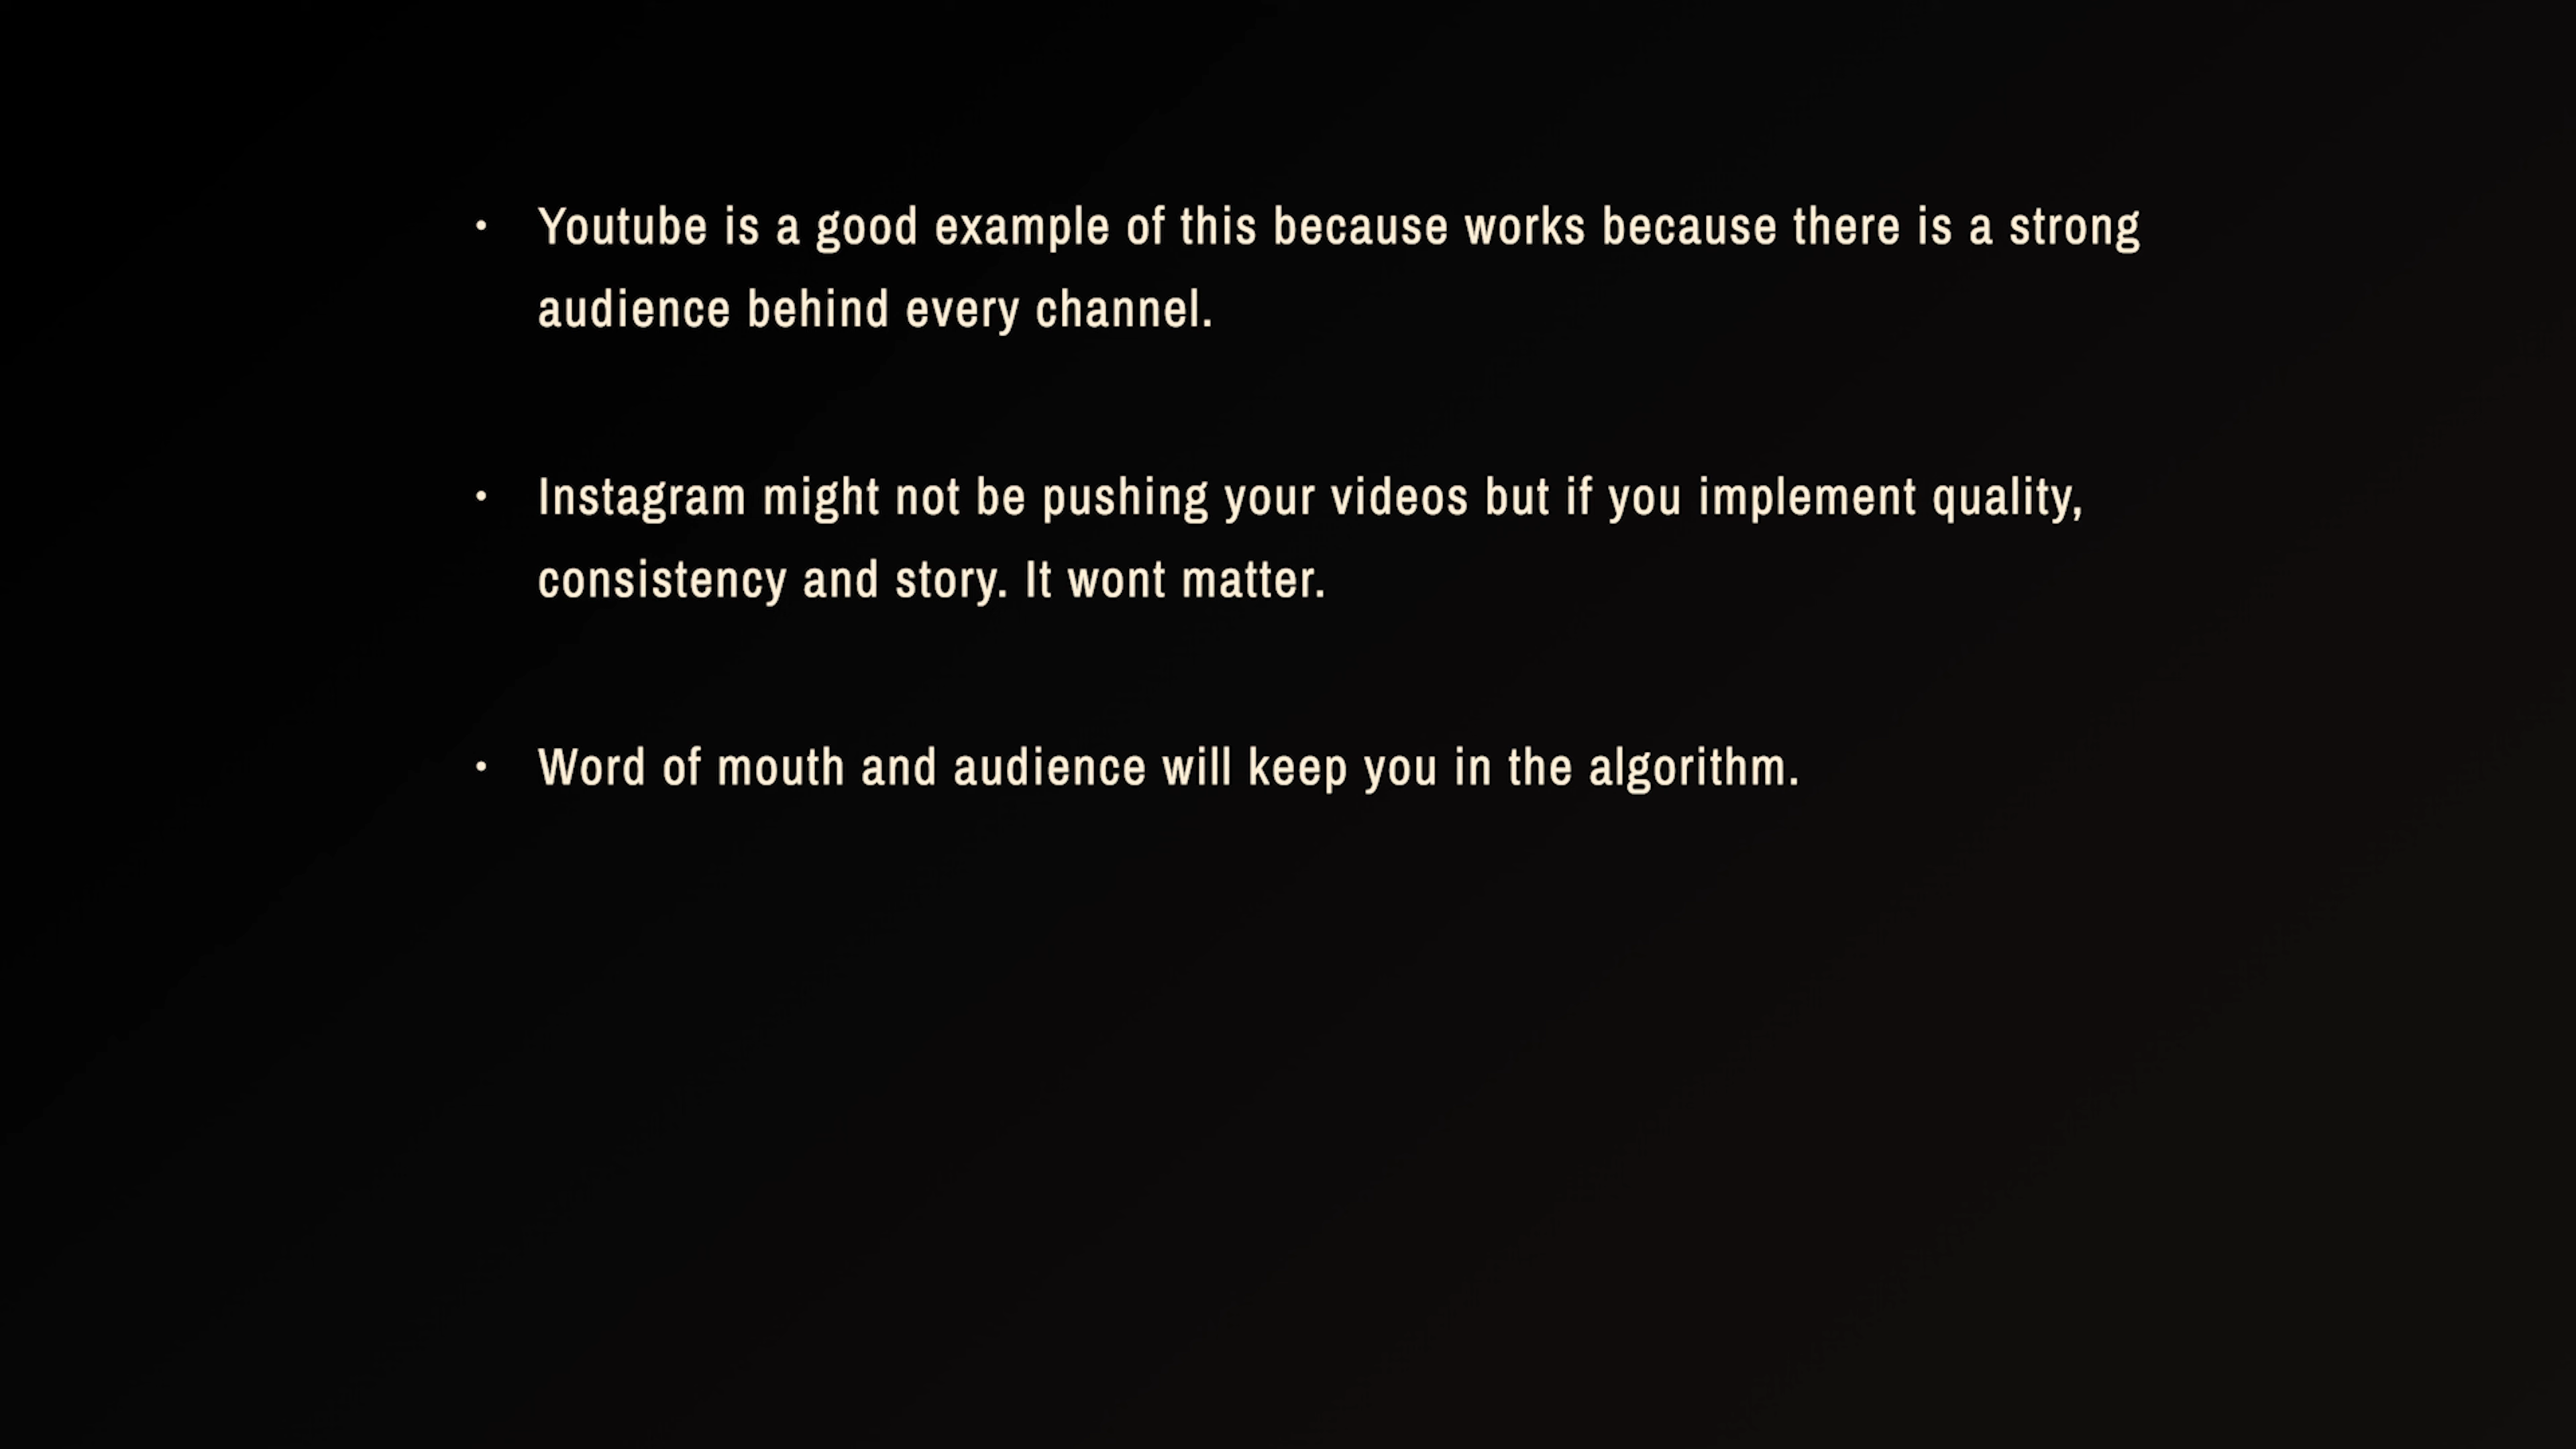 • Youtube is a good example of this because works because there is a strong
audience behind every channel.
• Instagram might not be pushing your videos but if you implement quality,
consistency and story. It wont matter.
• Word of mouth and audience will keep you in the algorithm.